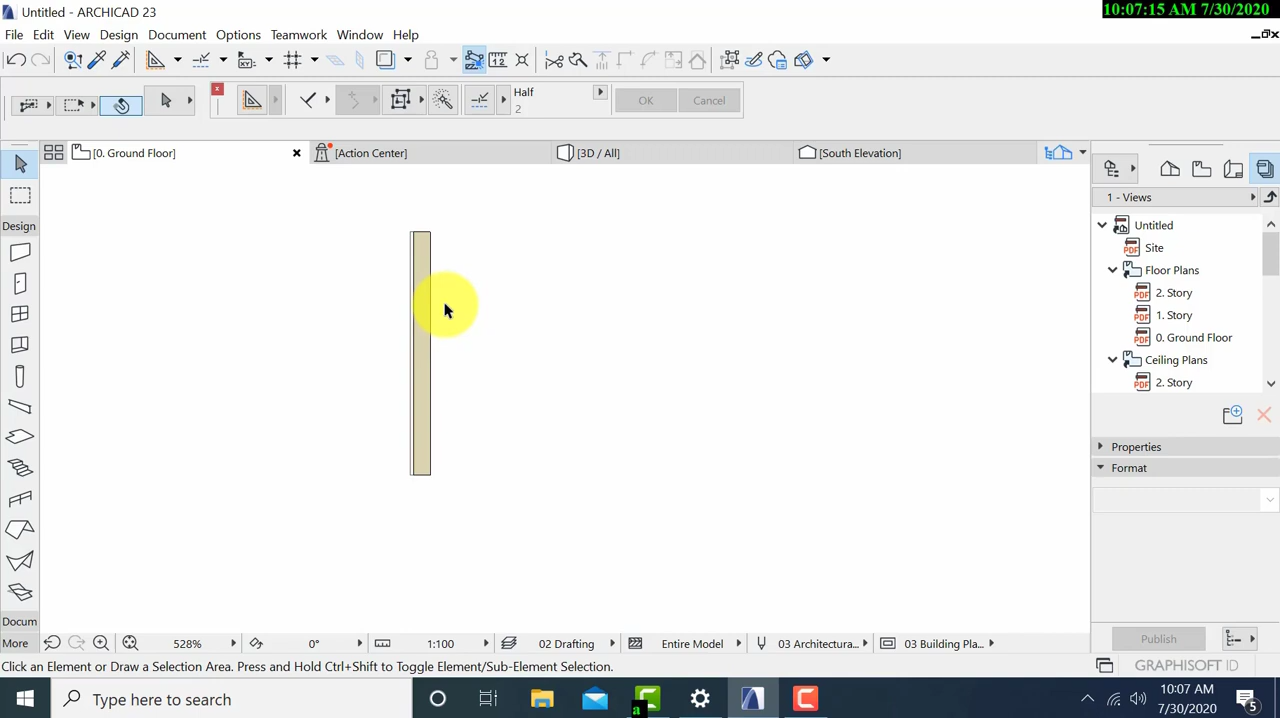 10:07:15 AM 7/30/2020
Untitled - ARCHICAD 23
File Edit View Design Document Options Teamwork Window Help
Half
2
OK
Cancel
[0. Ground Floor]
[Action Center]
[3D / All]
[South Elevation]
1 - Views
Untitled
Site
Floor Plans
2. Story
1. Story
0. Ground Floor
Ceiling Plans
2. Story
Design
Properties
Format
Docum
More
528%
0°
1:100
02 Drafting
Entire Model
03 Architectura...
03 Building Pla...
Publish
Click an Element or Draw a Selection Area. Press and Hold Ctrl+Shift to Toggle Element/Sub-Element Selection.
GRAPHISOFT ID
Type here to search
a
10:07 AM
7/30/2020
5